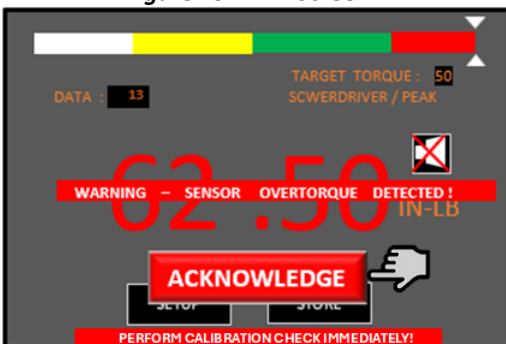 TARGET TORQUE : 50
DATA : 13
SCWERDRIVER / PEAK
WARNING – SENSOR OVERTORQUE DETECTED !
62.50 IN-LB
ACKNOWLEDGE
SETUP STORE
PERFORM CALIBRATION CHECK IMMEDIATELY!